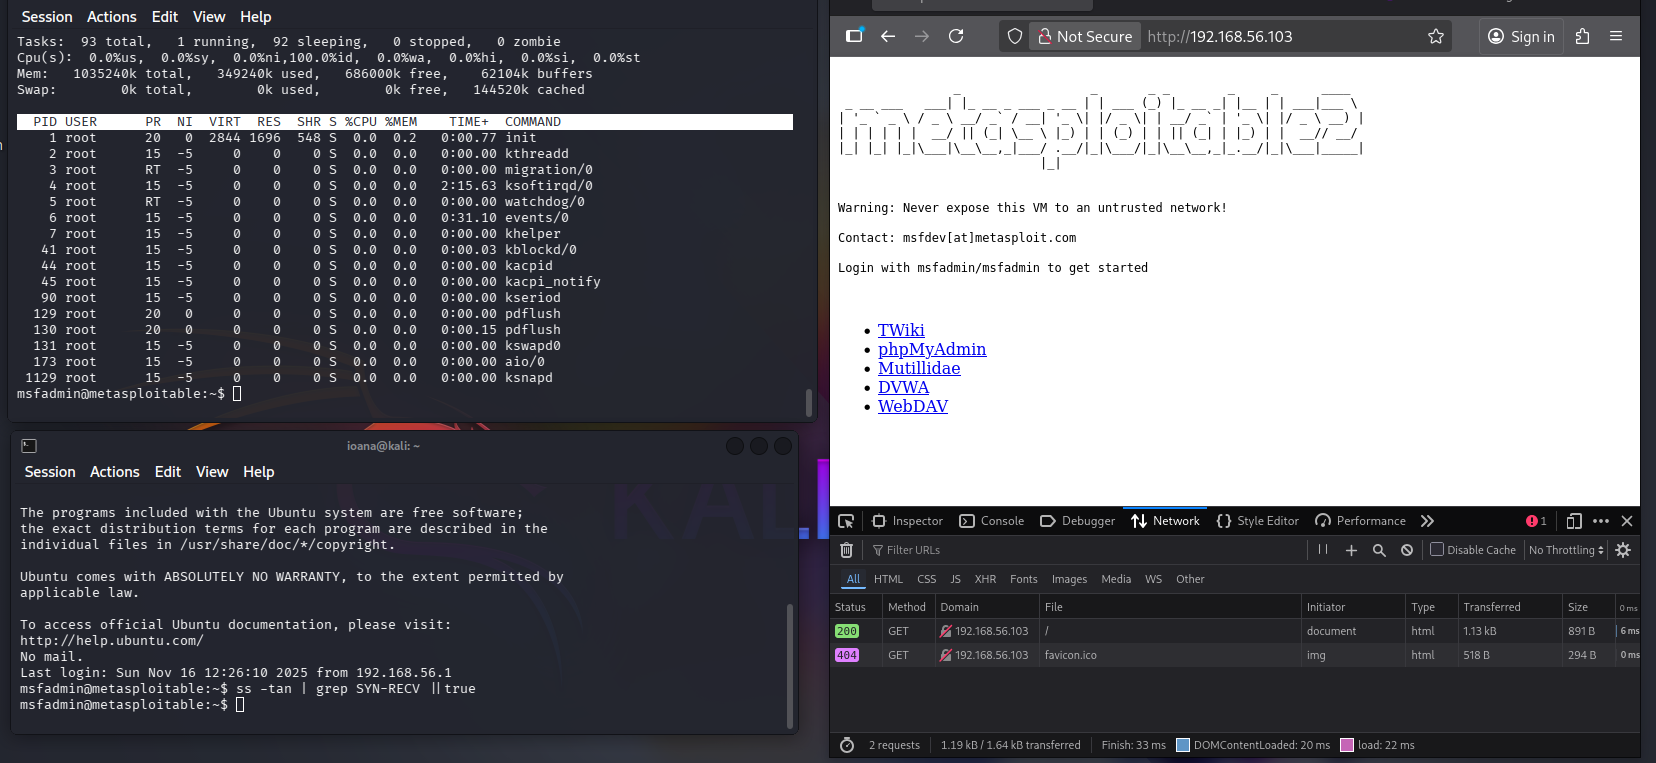 Session Actions Edit View Help
Tasks: 93 total, 1 running, 92 sleeping, 0 stopped, 0 zombie
Cpu(s): 0.0%us, 0.0%sy, 0.0%ni,100.0%id, 0.0%wa, 0.0%hi, 0.0%si, 0.0%st
Mem: 1035240k total, 349240k used, 686000k free, 62104k buffers
Swap: 0k total, 0k used, 0k free, 144520k cached
PID USER PR NI VIRT RES SHR S %CPU %MEM TIME+ COMMAND
1 root 20 0 2844 1696 548 S 0.0 0.2 0:00.77 init
2 root 15 -5 0 0 0 S 0.0 0.0 0:00.00 kthreadd
3 root RT -5 0 0 0 S 0.0 0.0 0:00.00 migration/0
4 root 15 -5 0 0 0 S 0.0 0.0 2:15.63 ksoftirqd/0
5 root RT -5 0 0 0 S 0.0 0.0 0:00.00 watchdog/0
6 root 15 -5 0 0 0 S 0.0 0.0 0:31.10 events/0
7 root 15 -5 0 0 0 S 0.0 0.0 0:00.00 khelper
41 root 15 -5 0 0 0 S 0.0 0.0 0:00.03 kblockd/0
44 root 15 -5 0 0 0 S 0.0 0.0 0:00.00 kacpid
45 root 15 -5 0 0 0 S 0.0 0.0 0:00.00 kacpi_notify
90 root 15 -5 0 0 0 S 0.0 0.0 0:00.00 kseriod
129 root 20 0 0 0 0 S 0.0 0.0 0:00.00 pdflush
130 root 20 0 0 0 0 S 0.0 0.0 0:00.15 pdflush
131 root 15 -5 0 0 0 S 0.0 0.0 0:00.00 kswapd0
173 root 15 -5 0 0 0 S 0.0 0.0 0:00.00 aio/0
1129 root 15 -5 0 0 0 S 0.0 0.0 0:00.00 ksnapd
msfadmin@metasploitable:~$
ioana@kali: ~
Session Actions Edit View Help
The programs included with the Ubuntu system are free software;
the exact distribution terms for each program are described in the
individual files in /usr/share/doc/*/copyright.
Ubuntu comes with ABSOLUTELY NO WARRANTY, to the extent permitted by
applicable law.
To access official Ubuntu documentation, please visit:
http://help.ubuntu.com/
No mail.
Last login: Sun Nov 16 12:26:10 2025 from 192.168.56.1
msfadmin@metasploitable:~$ ss -tan | grep SYN-RECV ||true
msfadmin@metasploitable:~$
KALI
Not Secure http://192.168.56.103 Sign in
metasploitable2
Warning: Never expose this VM to an untrusted network!
Contact: msfdev[at]metasploit.com
Login with msfadmin/msfadmin to get started
TWiki
phpMyAdmin
Mutillidae
DVWA
WebDAV
Inspector Console Debugger Network Style Editor Performance 1
Filter URLs Disable Cache No Throttling
All HTML CSS JS XHR Fonts Images Media WS Other
Status Method Domain File Initiator Type Transferred Size 0 ms
200 GET 192.168.56.103 / document html 1.13 kB 891 B 6 ms
404 GET 192.168.56.103 favicon.ico img html 518 B 294 B 0 ms
2 requests 1.19 kB / 1.64 kB transferred Finish: 33 ms DOMContentLoaded: 20 ms load: 22 ms